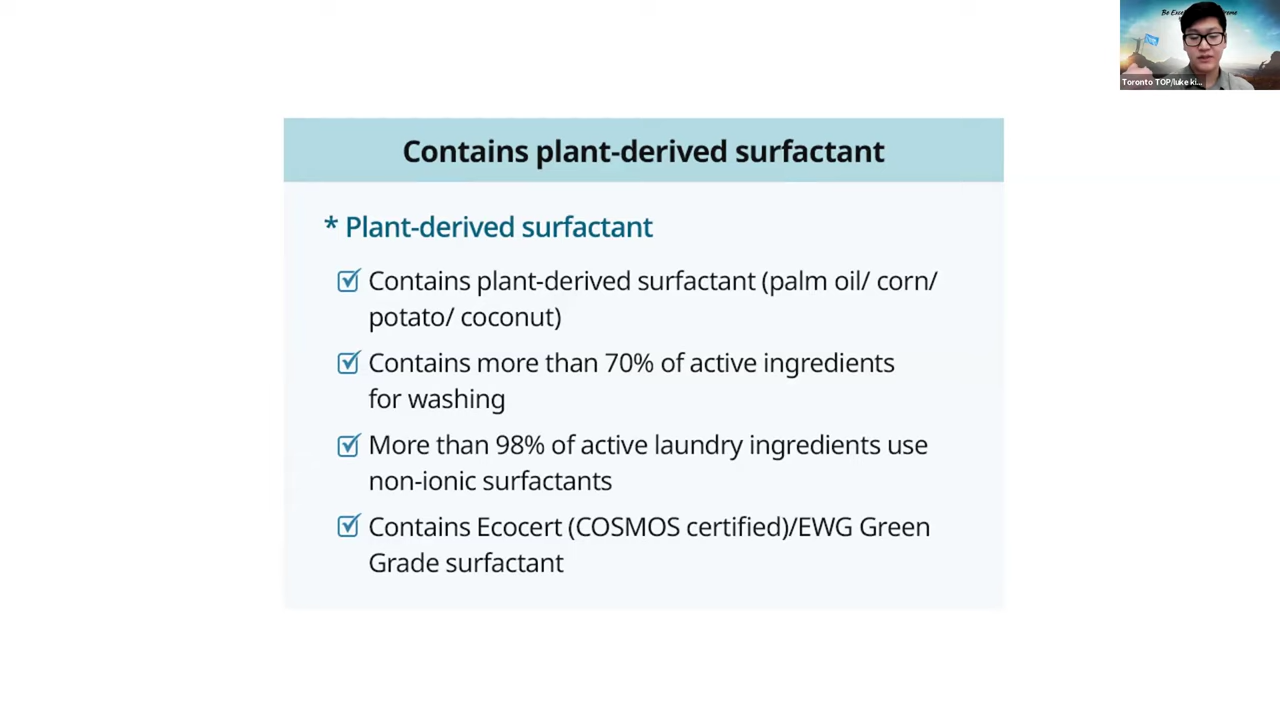 Be Exce
Toronto TOP/luke ki...
Contains plant-derived surfactant
* Plant-derived surfactant
Contains plant-derived surfactant (palm oil/ corn/
potato/ coconut)
Contains more than 70% of active ingredients
for washing
More than 98% of active laundry ingredients use
non-ionic surfactants
Contains Ecocert (COSMOS certified)/EWG Green
Grade surfactant